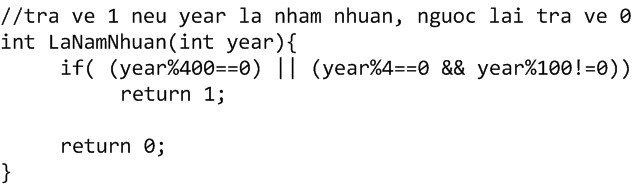 //tra ve 1 neu year la nham nhuan, nguoc lai tra ve 0
int LaNamNhuan(int year){
if( (year%400==0) || (year%4==0 && year%100!=0))
return 1;
return 0;
}